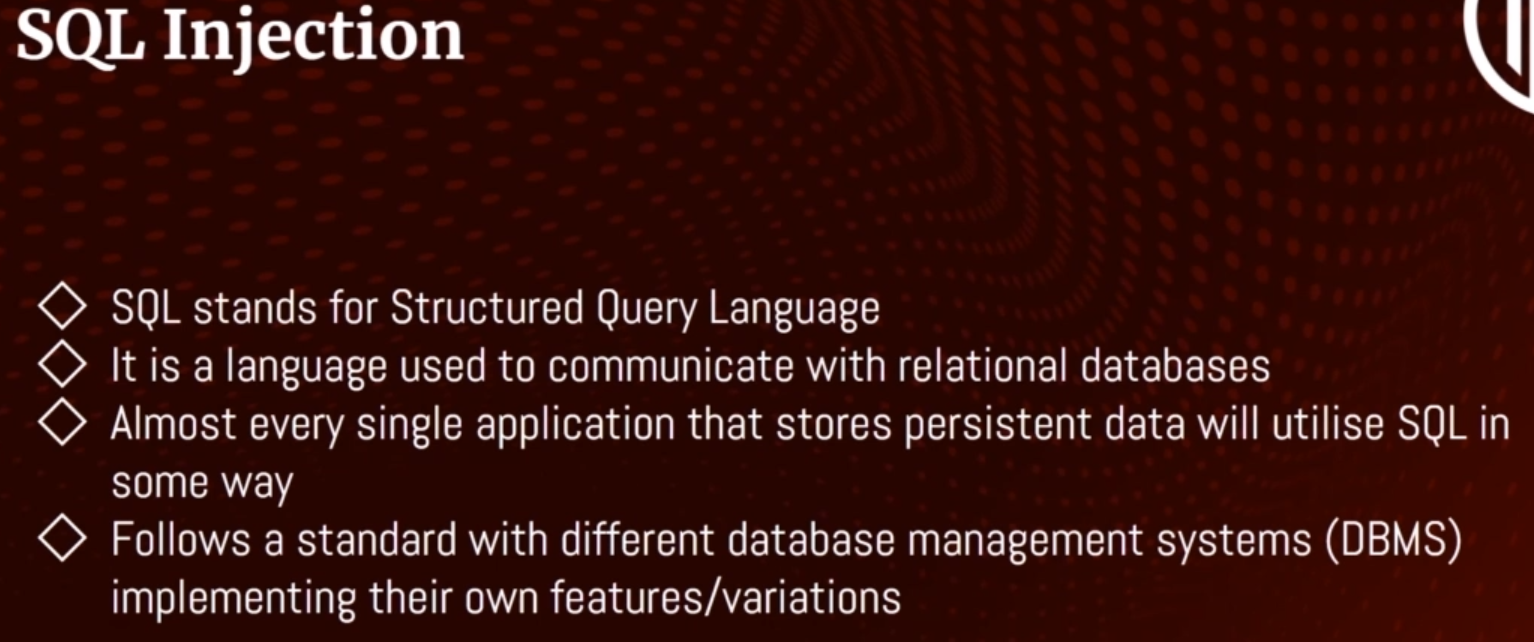 SQL Injection
SQL stands for Structured Query Language
It is a language used to communicate with relational databases
Almost every single application that stores persistent data will utilise SQL in
some way
Follows a standard with different database management systems (DBMS)
implementing their own features/variations